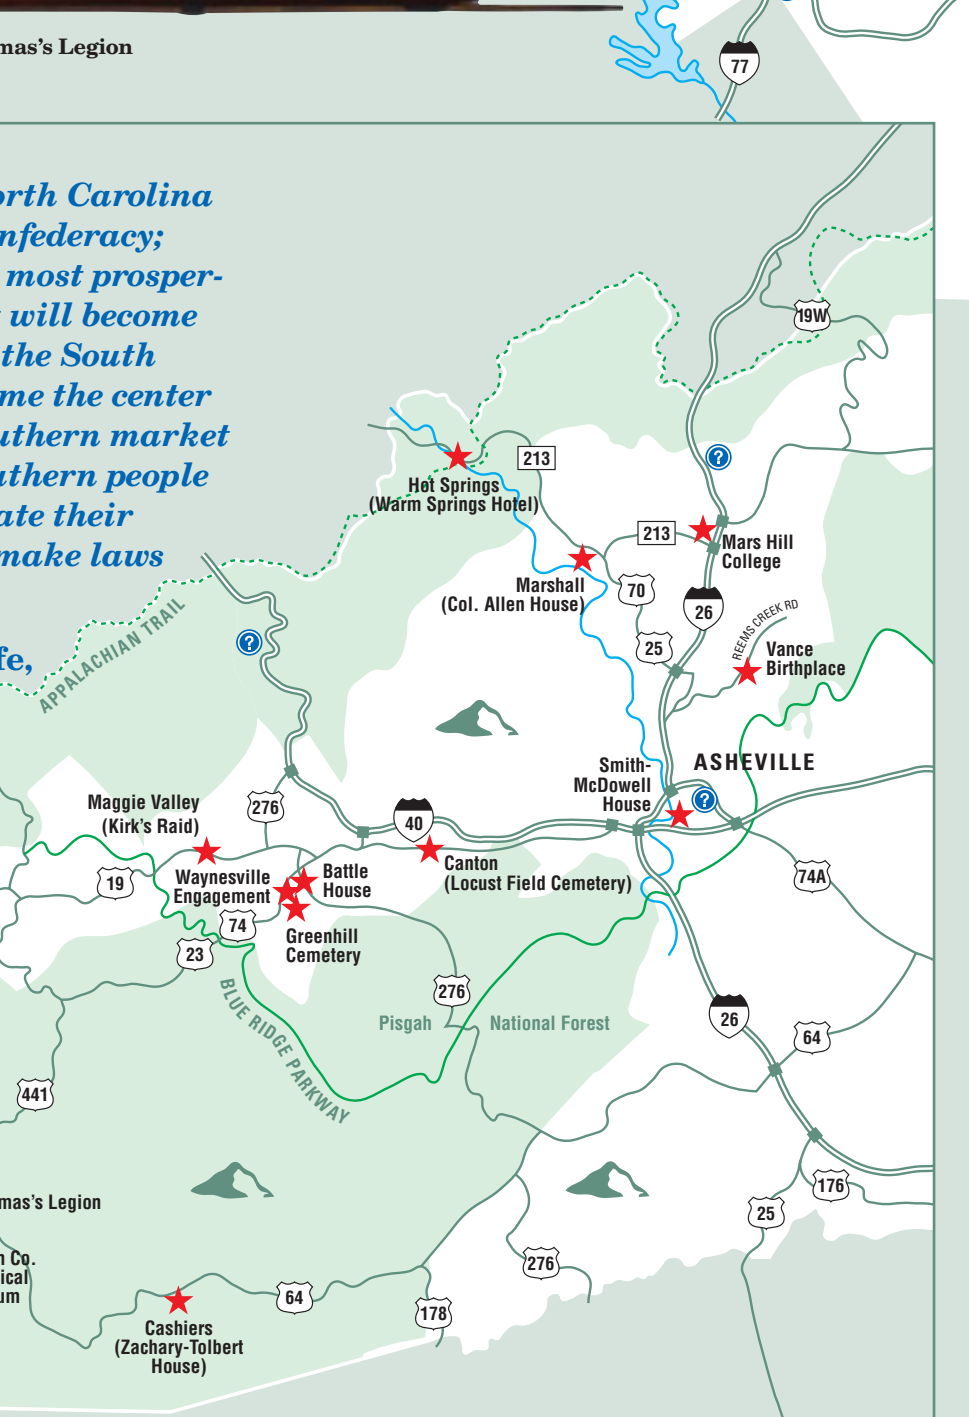 mas's Legion
77
orth Carolina
nfederacy;
most prosper-
will become
the South
me the center
uthern market
uthern people
ate their
make laws
fe,
19W
213
Hot Springs
(Warm Springs Hotel)
213
Mars Hill
College
Marshall
(Col. Allen House)
70
26
REEMS CREEK RD
25
Vance
Birthplace
?
?
APPALACHIAN TRAIL
ASHEVILLE
Smith-
McDowell
House
?
Maggie Valley
(Kirk's Raid)
276
40
19
Waynesville
Engagement
Battle
House
Canton
(Locust Field Cemetery)
74A
74
23
Greenhill
Cemetery
276
BLUE RIDGE PARKWAY
Pisgah
National Forest
26
64
441
176
25
mas's Legion
n Co.
ical
um
276
64
178
Cashiers
(Zachary-Tolbert
House)